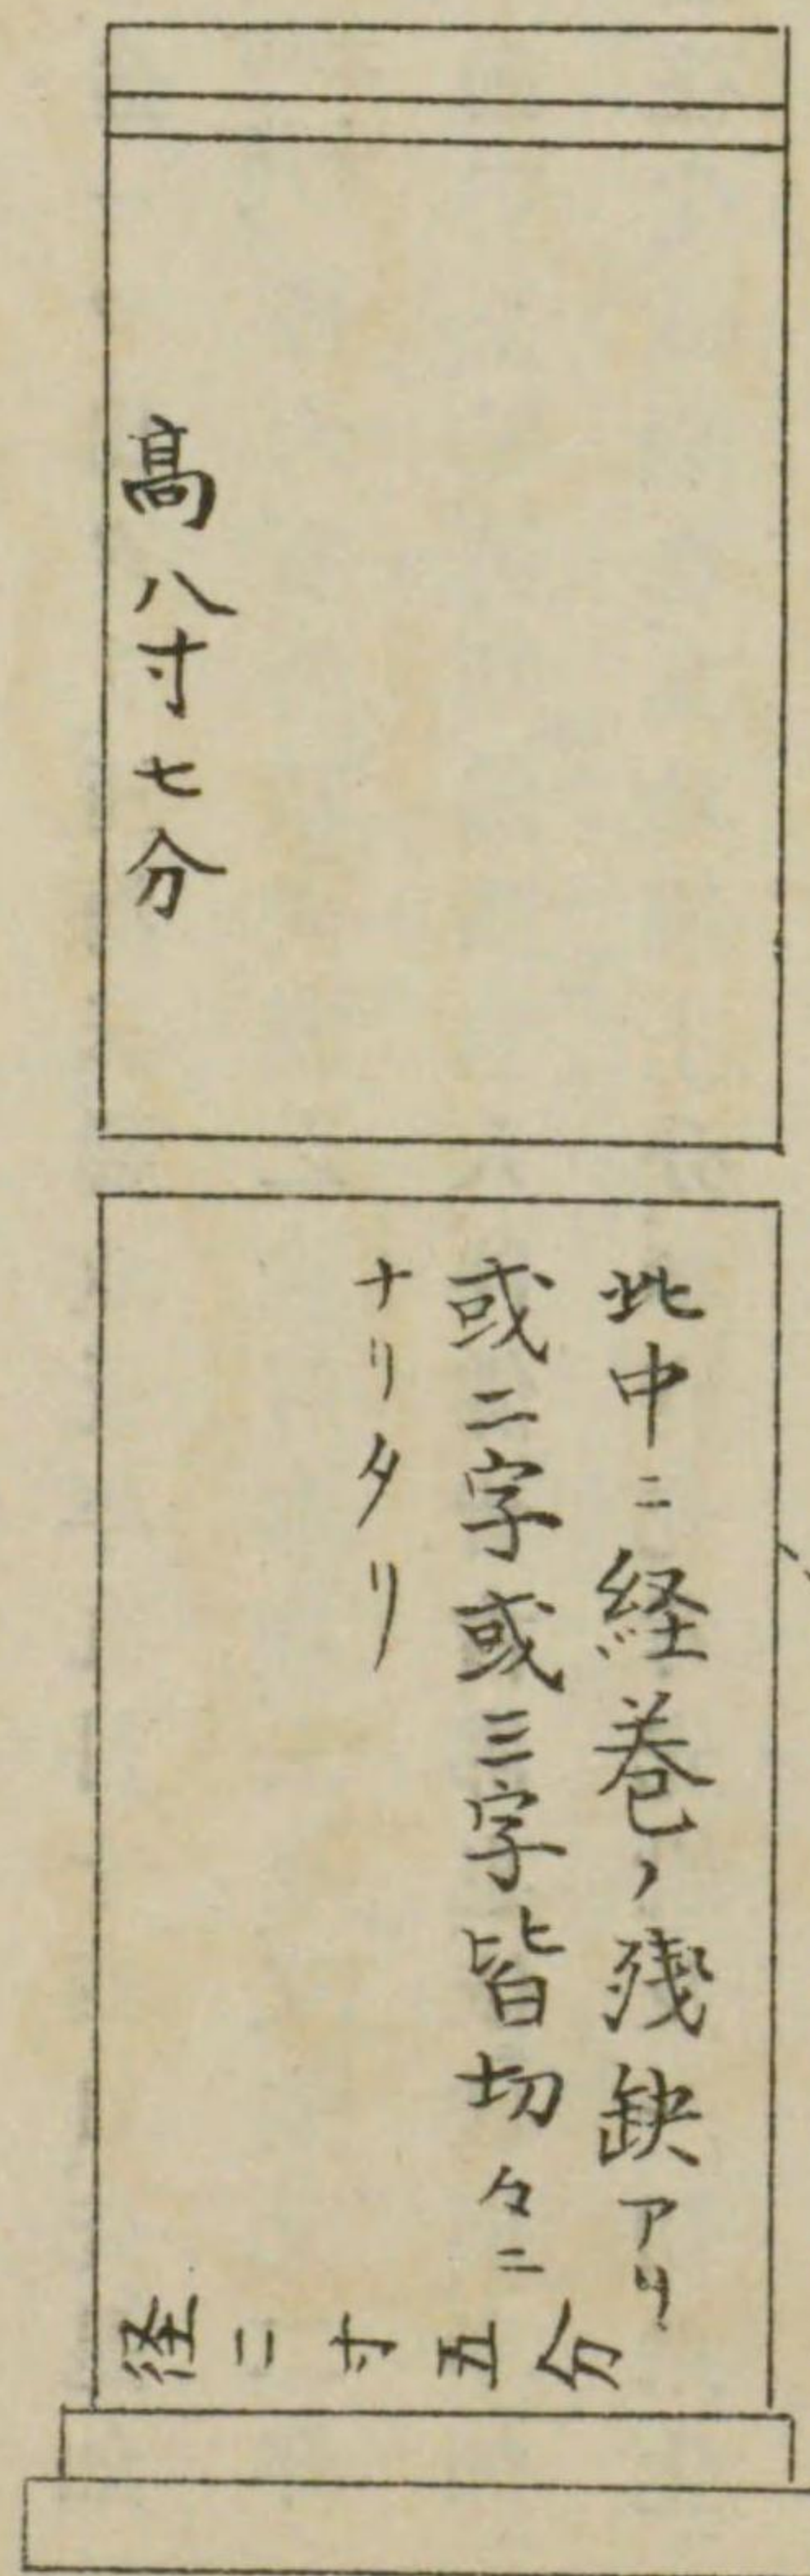 高八寸七分
此中ニ経巻ノ残缺アリ
或二字或三字皆切々ニ
ナリタリ
径二寸五分